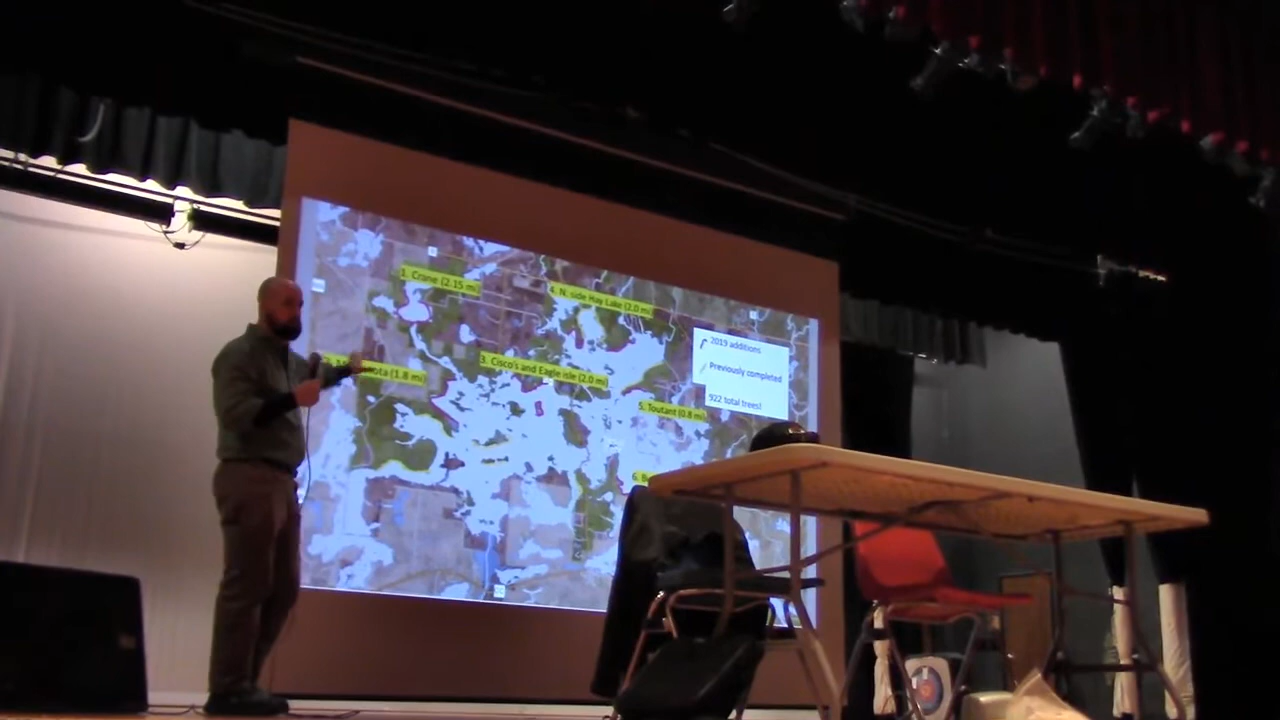 1. Crane (2.15 mi
4. N. side Hay Lake (2.0 mi)
2019 additions
Previously completed
922 total trees!
(1.8 mi)
3. Cisco's and Eagle isle (2.0 mi)
5. Toutant (0.8 mi)
6.